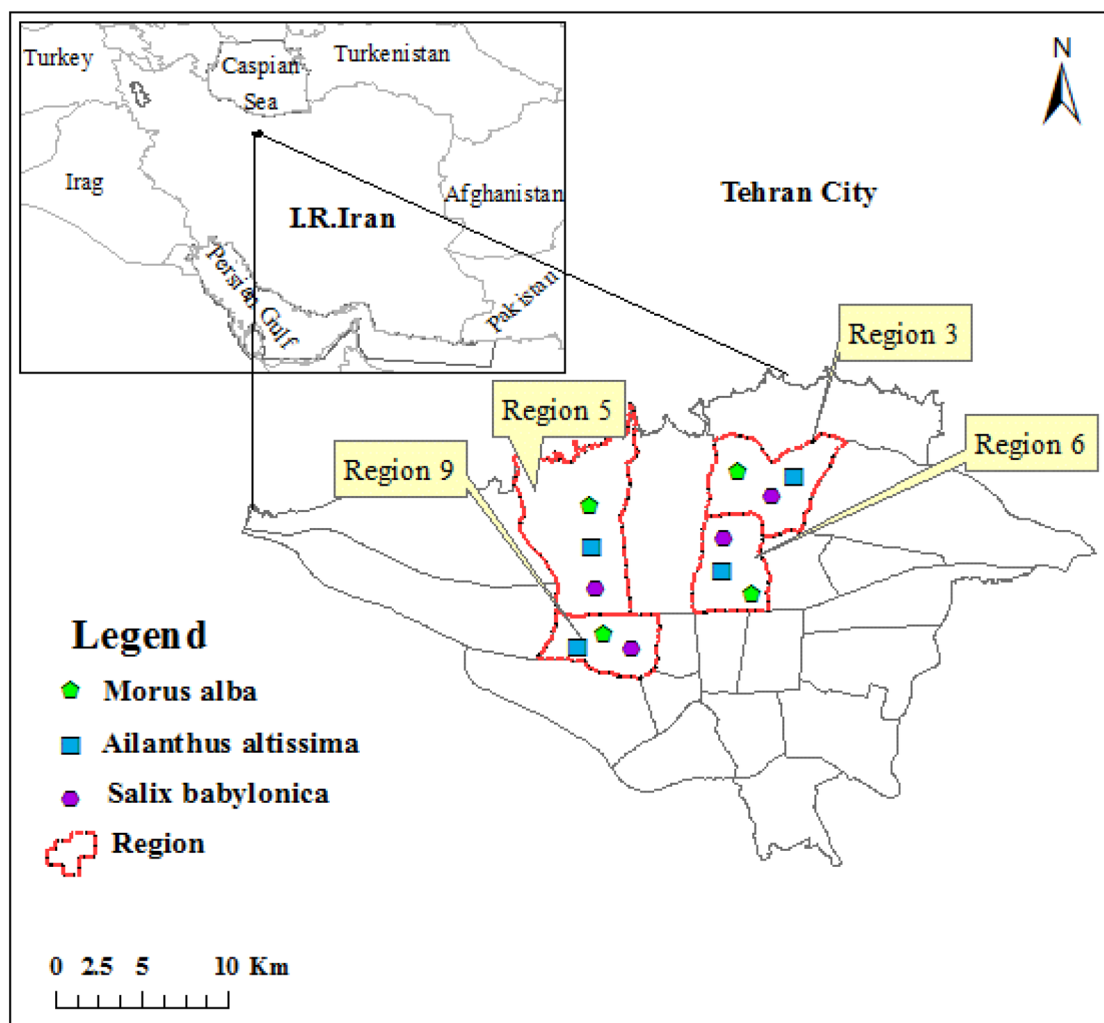 Turkey
Caspian
Sea
Turkenistan
Irag
Afghanistan
I.R.Iran
Persian Gulf
Pakistan
N
Tehran City
Region 3
Region 5
Region 6
Region 9
Legend
Morus alba
Ailanthus altissima
Salix babylonica
Region
0 2.5 5 10 Km